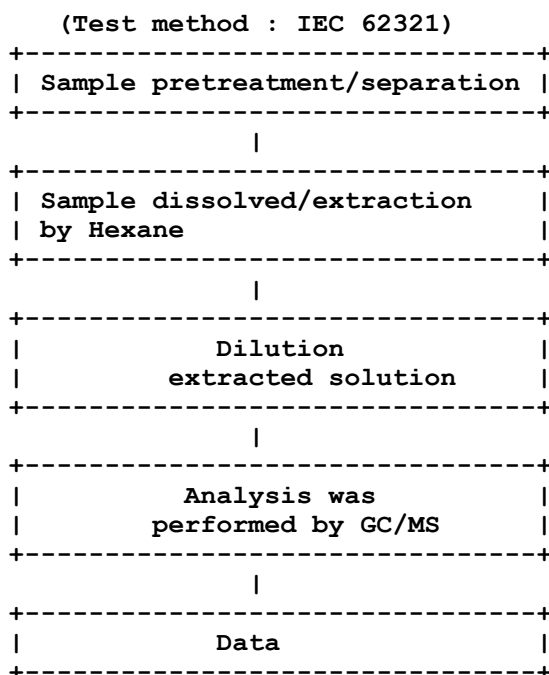 (Test method : IEC 62321)
Sample pretreatment/separation
Sample dissolved/extraction
by Hexane
Dilution
extracted solution
Analysis was
performed by GC/MS
Data